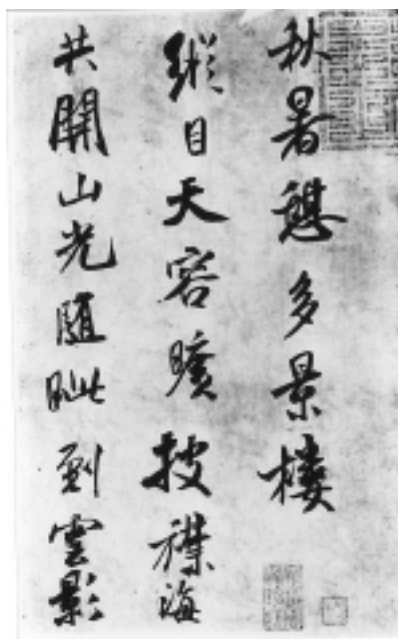 秋暑憩多景樓
縱目天容曠披襟海
共開山光隨眦到雲影